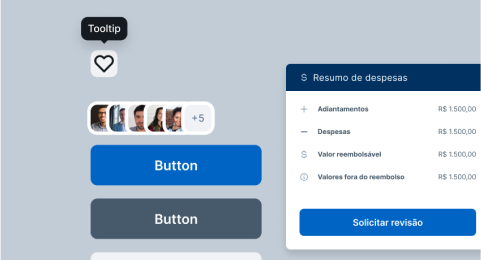 Tooltip
+5
Button
Button
$ Resumo de despesas
Adiantamentos R$ 1.500,00
Despesas R$ 1.500,00
$ Valor reembolsável R$ 1.500,00
Valores fora do reembolso R$ 1.500,00
Solicitar revisão